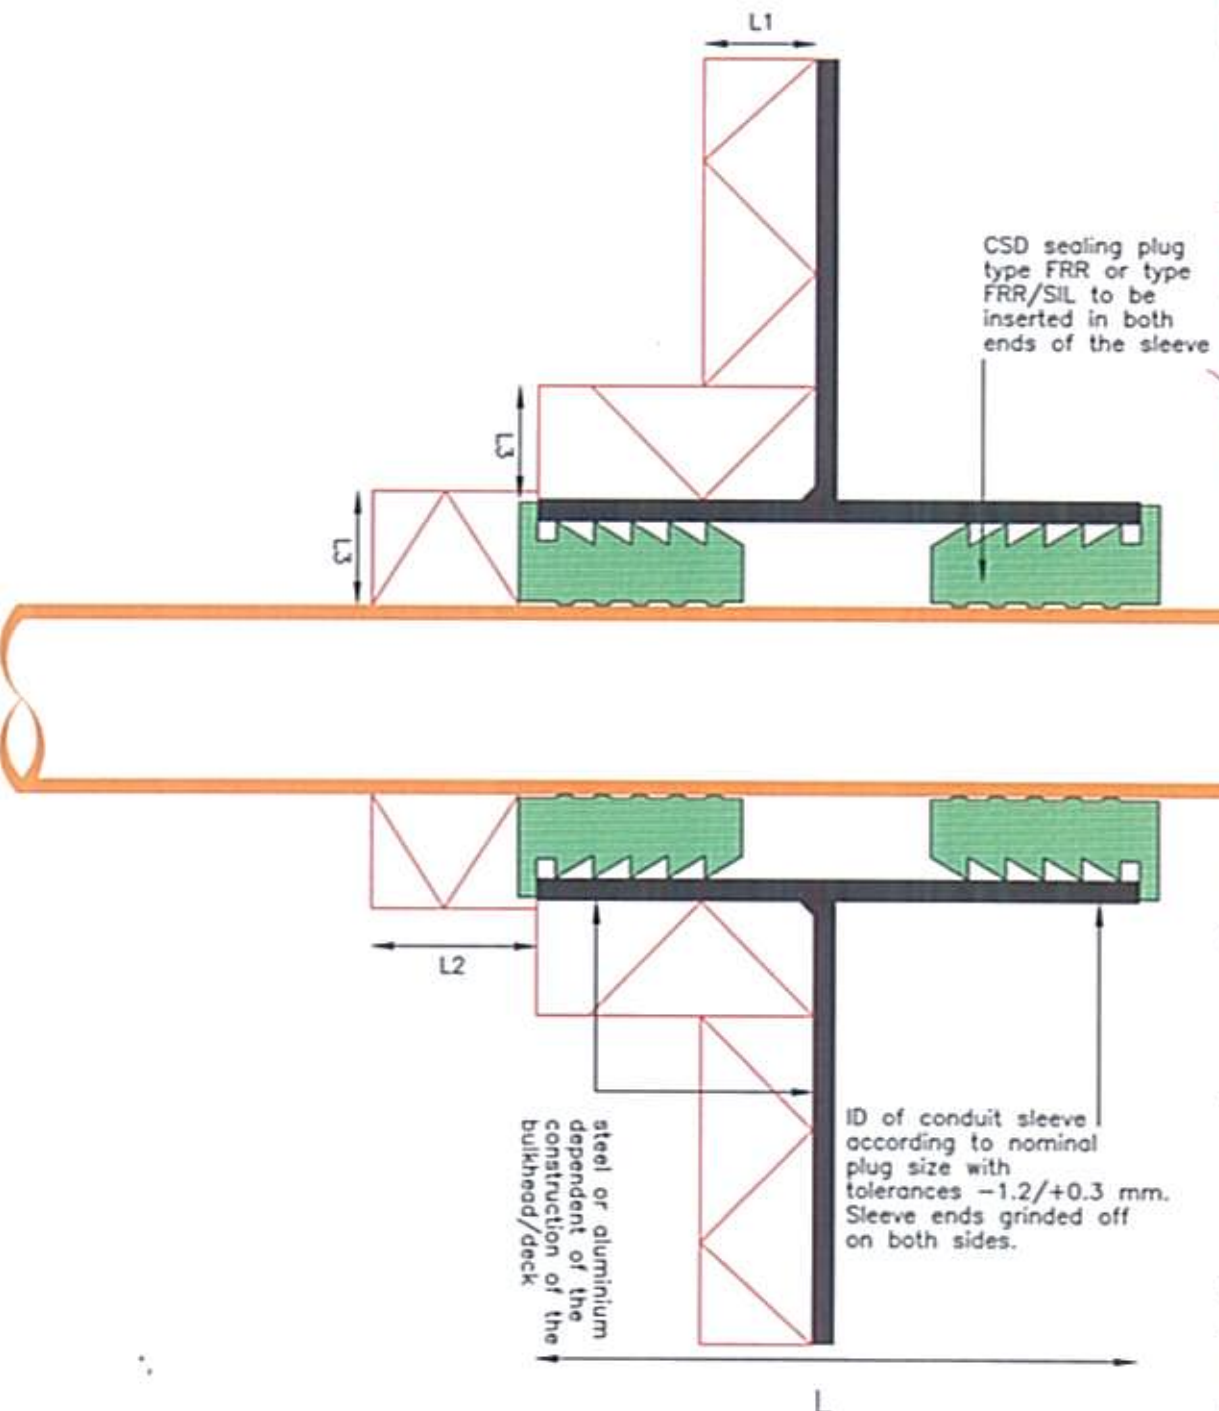 L1
CSD sealing plug
type FRR or type
FRR/SIL to be
inserted in both
ends of the sleeve
L3
L3
L2
ID of conduit sleeve
according to nominal
plug size with
tolerances -1.2/+0.3 mm.
Sleeve ends grinded off
on both sides.
steel or aluminium
dependent of the
construction of the
bulkhead/deck
L